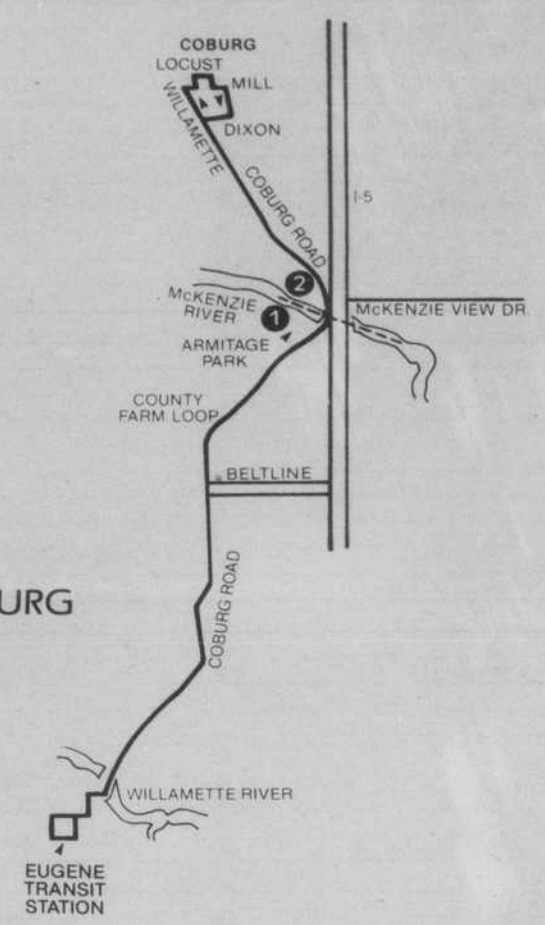 COBURG
LOCUST
MILL
WILLAMETTE
DIXON
COBURG ROAD
I-5
2
McKENZIE
RIVER
1
McKENZIE VIEW DR.
ARMITAGE
PARK
COUNTY
FARM LOOP
BELTLINE
URG
COBURG ROAD
WILLAMETTE RIVER
EUGENE
TRANSIT
STATION